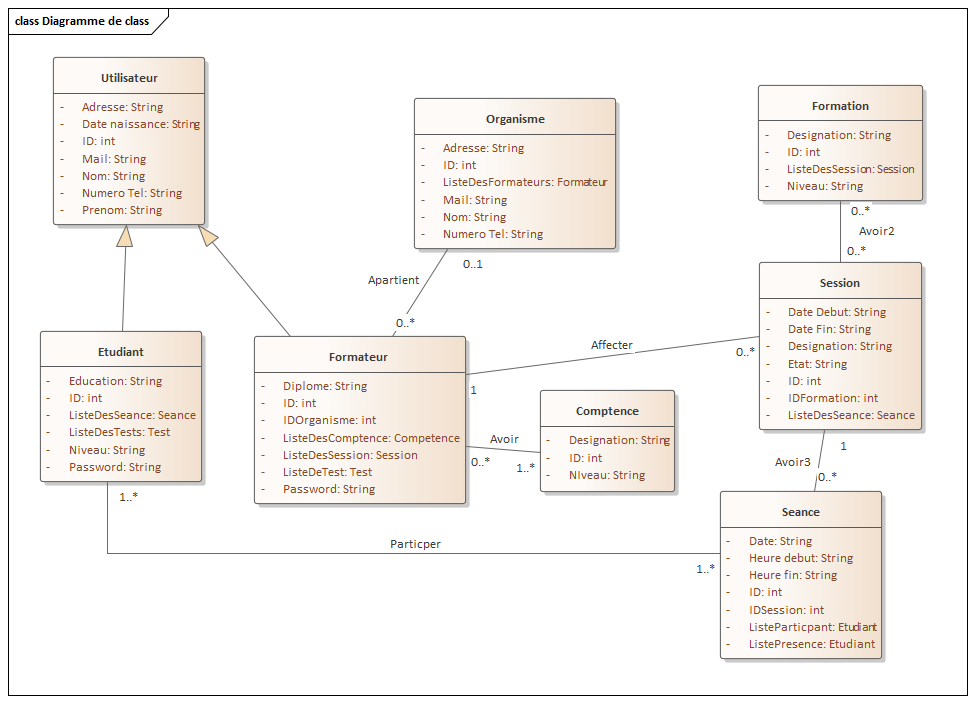 class Diagramme de class
Utilisateur
- Adresse: String
- Date naissance: String
- ID: int
- Mail: String
- Nom: String
- Numero Tel: String
- Prenom: String
Organisme
- Adresse: String
- ID: int
- ListeDesFormateurs: Formateur
- Mail: String
- Nom: String
- Numero Tel: String
Formation
- Designation: String
- ID: int
- ListeDesSession: Session
- Niveau: String
0..*
Avoir2
0..*
0..1
Apartient
0..*
Session
- Date Debut: String
- Date Fin: String
- Designation: String
- Etat: String
- ID: int
- IDFormation: int
- ListeDesSeance: Seance
Etudiant
- Education: String
- ID: int
- ListeDesSeance: Seance
- ListeDesTests: Test
- Niveau: String
- Password: String
Formateur
- Diplome: String
- ID: int
- IDOrganisme: int
- ListeDesComptence: Competence
- ListeDesSession: Session
- ListeDeTest: Test
- Password: String
Affecter
0..*
1
Comptence
- Designation: String
- ID: int
- NIveau: String
Avoir
0..*
1..*
1
Avoir3
0..*
1..*
Particper
1..*
Seance
- Date: String
- Heure debut: String
- Heure fin: String
- ID: int
- IDSession: int
- ListeParticpant: Etudiant
- ListePresence: Etudiant